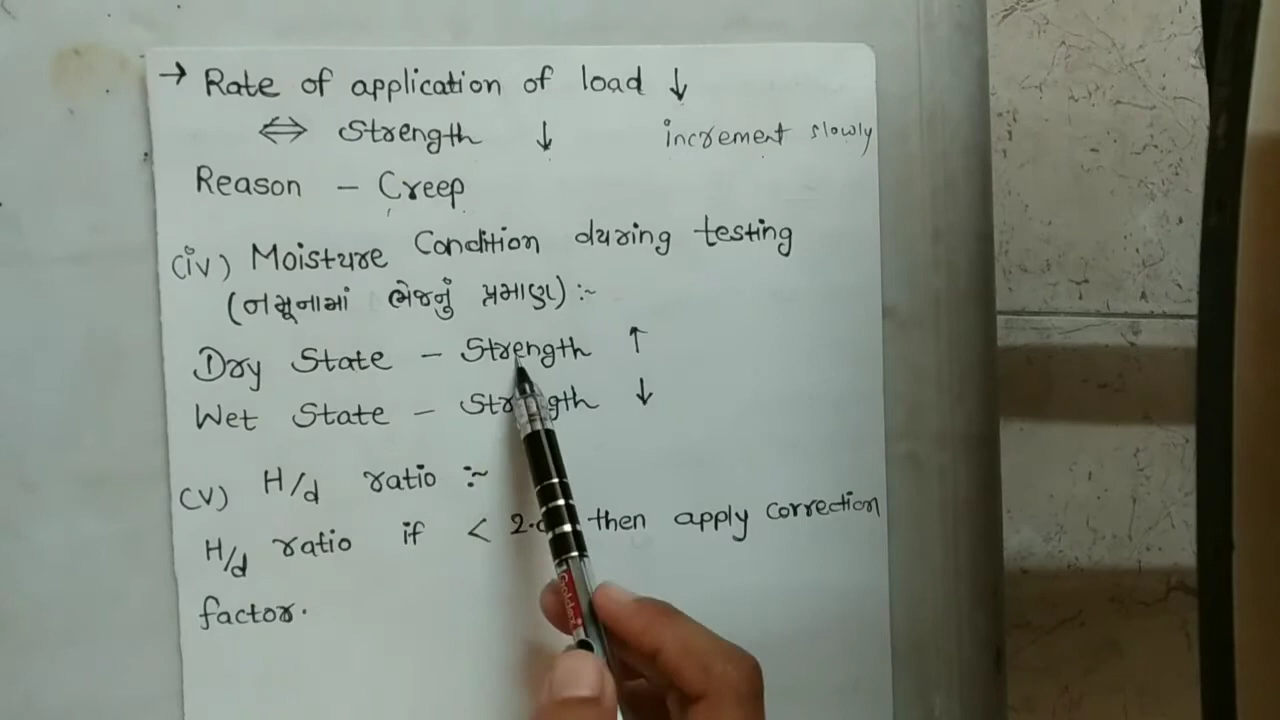 → Rate of application of load ↓
⇔ Strength ↓ increment slowly
Reason – Creep
(iv) Moisture Condition during testing
(નમૂનામાં ભેજનું પ્રમાણ) :-
Dry State – Strength ↑
Wet State – Strength ↓
(v) H/d ratio :-
H/d ratio if < then apply correction
factor.